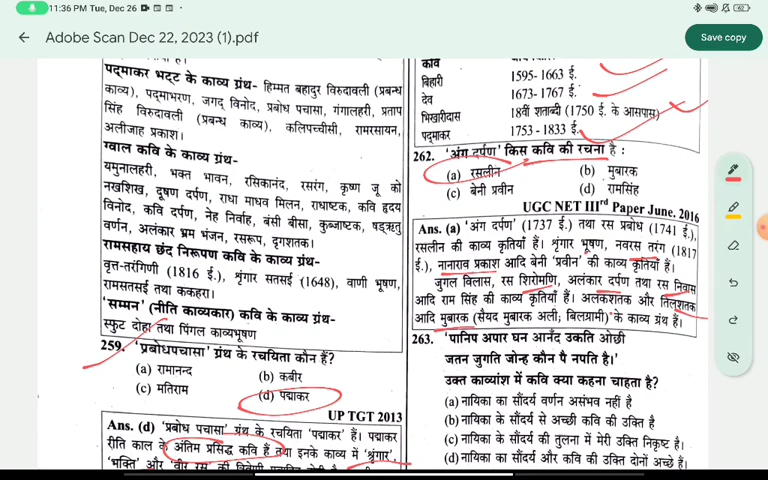 11:36 PM Tue, Dec 26
62
Adobe Scan Dec 22, 2023 (1).pdf
Save copy
पद्माकर भट्ट के काव्य ग्रंथ- हिम्मत बहादुर विरुदावली (प्रबन्ध
काव्य), पद्माभरण, जगद् विनोद, प्रबोध पचासा, गंगालहरी, प्रताप
सिंह विरुदावली (प्रबन्ध काव्य), कलिपच्चीसी, रामरसायन,
अलीजाह प्रकाश।
ग्वाल कवि के काव्य ग्रंथ-
यमुनालहरी, भक्त भावन, रसिकानंद, रसरंग, कृष्ण जू को
नखशिख, दूषण दर्पण, राधा माधव मिलन, राधाष्टक, कवि हृदय
विनोद, कवि दर्पण, नेह निर्वाह, बंसी बीसा, कुब्जाष्टक, षड्ऋतु
वर्णन, अलंकार भ्रम भंजन, रसरूप, दृगशतक।
रामसहाय छंद निरूपण कवि के काव्य ग्रंथ-
वृत्त-तरंगिणी (1816 ई.), शृंगार सतसई (1648), वाणी भूषण,
रामसतसई तथा ककहरा।
'सम्मन' (नीति काव्यकार) कवि के काव्य ग्रंथ-
स्फुट दोहा तथा पिंगल काव्यभूषण
259. 'प्रबोधपचासा' ग्रंथ के रचयिता कौन हैं?
(a) रामानन्द (b) कबीर
(c) मतिराम (d) पद्माकर
UP TGT 2013
Ans. (d) 'प्रबोध पचासा' ग्रंथ के रचयिता 'पद्माकर' हैं। पद्माकर
रीति काल के अंतिम प्रसिद्ध कवि हैं तथा इनके काव्य में 'श्रृंगार',
'भक्ति' और 'वीर रस' की त्रिवेणी
कवि
बिहारी 1595- 1663 ई.
देव 1673- 1767 ई.
भिखारीदास 18वीं शताब्दी (1750 ई. के आसपास)
पद्माकर 1753 - 1833 ई.
262. 'अंग दर्पण' किस कवि की रचना है :
(a) रसलीन (b) मुबारक
(c) बेनी प्रवीन (d) रामसिंह
UGC NET IIIrd Paper June. 2016
Ans. (a) 'अंग दर्पण' (1737 ई.) तथा रस प्रबोध (1741 ई.),
रसलीन की काव्य कृतियाँ हैं। शृंगार भूषण, नवरस तरंग (1817
ई.), नानाराव प्रकाश आदि बेनी 'प्रवीन' की काव्य कृतियाँ हैं।
जुगल विलास, रस शिरोमणि, अलंकार दर्पण तथा रस निवास
आदि राम सिंह की काव्य कृतियाँ हैं। अलकशतक और तिलशतक
आदि मुबारक (सैयद मुबारक अली, बिलग्रामी) के काव्य ग्रंथ हैं।
263. 'पानिप अपार घन आनँद उकति ओछी
जतन जुगति जोन्ह कौन पै नपति है।'
उक्त काव्यांश में कवि क्या कहना चाहता है?
(a) नायिका का सौंदर्य वर्णन असंभव नहीं है
(b) नायिका के सौंदर्य से अच्छी कवि की उक्ति है
(c) नायिका के सौंदर्य की तुलना में मेरी उक्ति निकृष्ट है।
(d) नायिका का सौंदर्य और कवि की उक्ति दोनों अच्छे हैं।